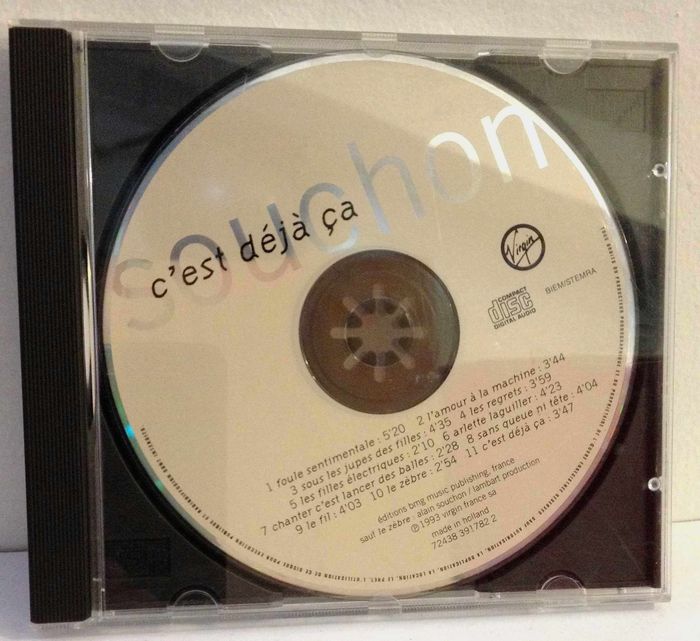 souchon
c'est déjà ça
Virgin
COMPACT
disc
DIGITAL AUDIO
BIEM/STEMRA
1 foule sentimentale : 5'20 2 l'amour à la machine : 3'44
3 sous les jupes des filles : 4'35 4 les regrets : 3'59
5 les filles électriques : 2'10 6 arlette laguiller : 4'23
7 chanter c'est lancer des balles : 2'28 8 sans queue ni tête : 4'04
9 le fil : 4'03 10 le zèbre : 2'54 11 c'est déjà ça : 3'47
éditions bmg music publishing, france
sauf le zèbre - alain souchon / lambart production
℗ 1993 virgin france sa
made in holland
72438 391782 2